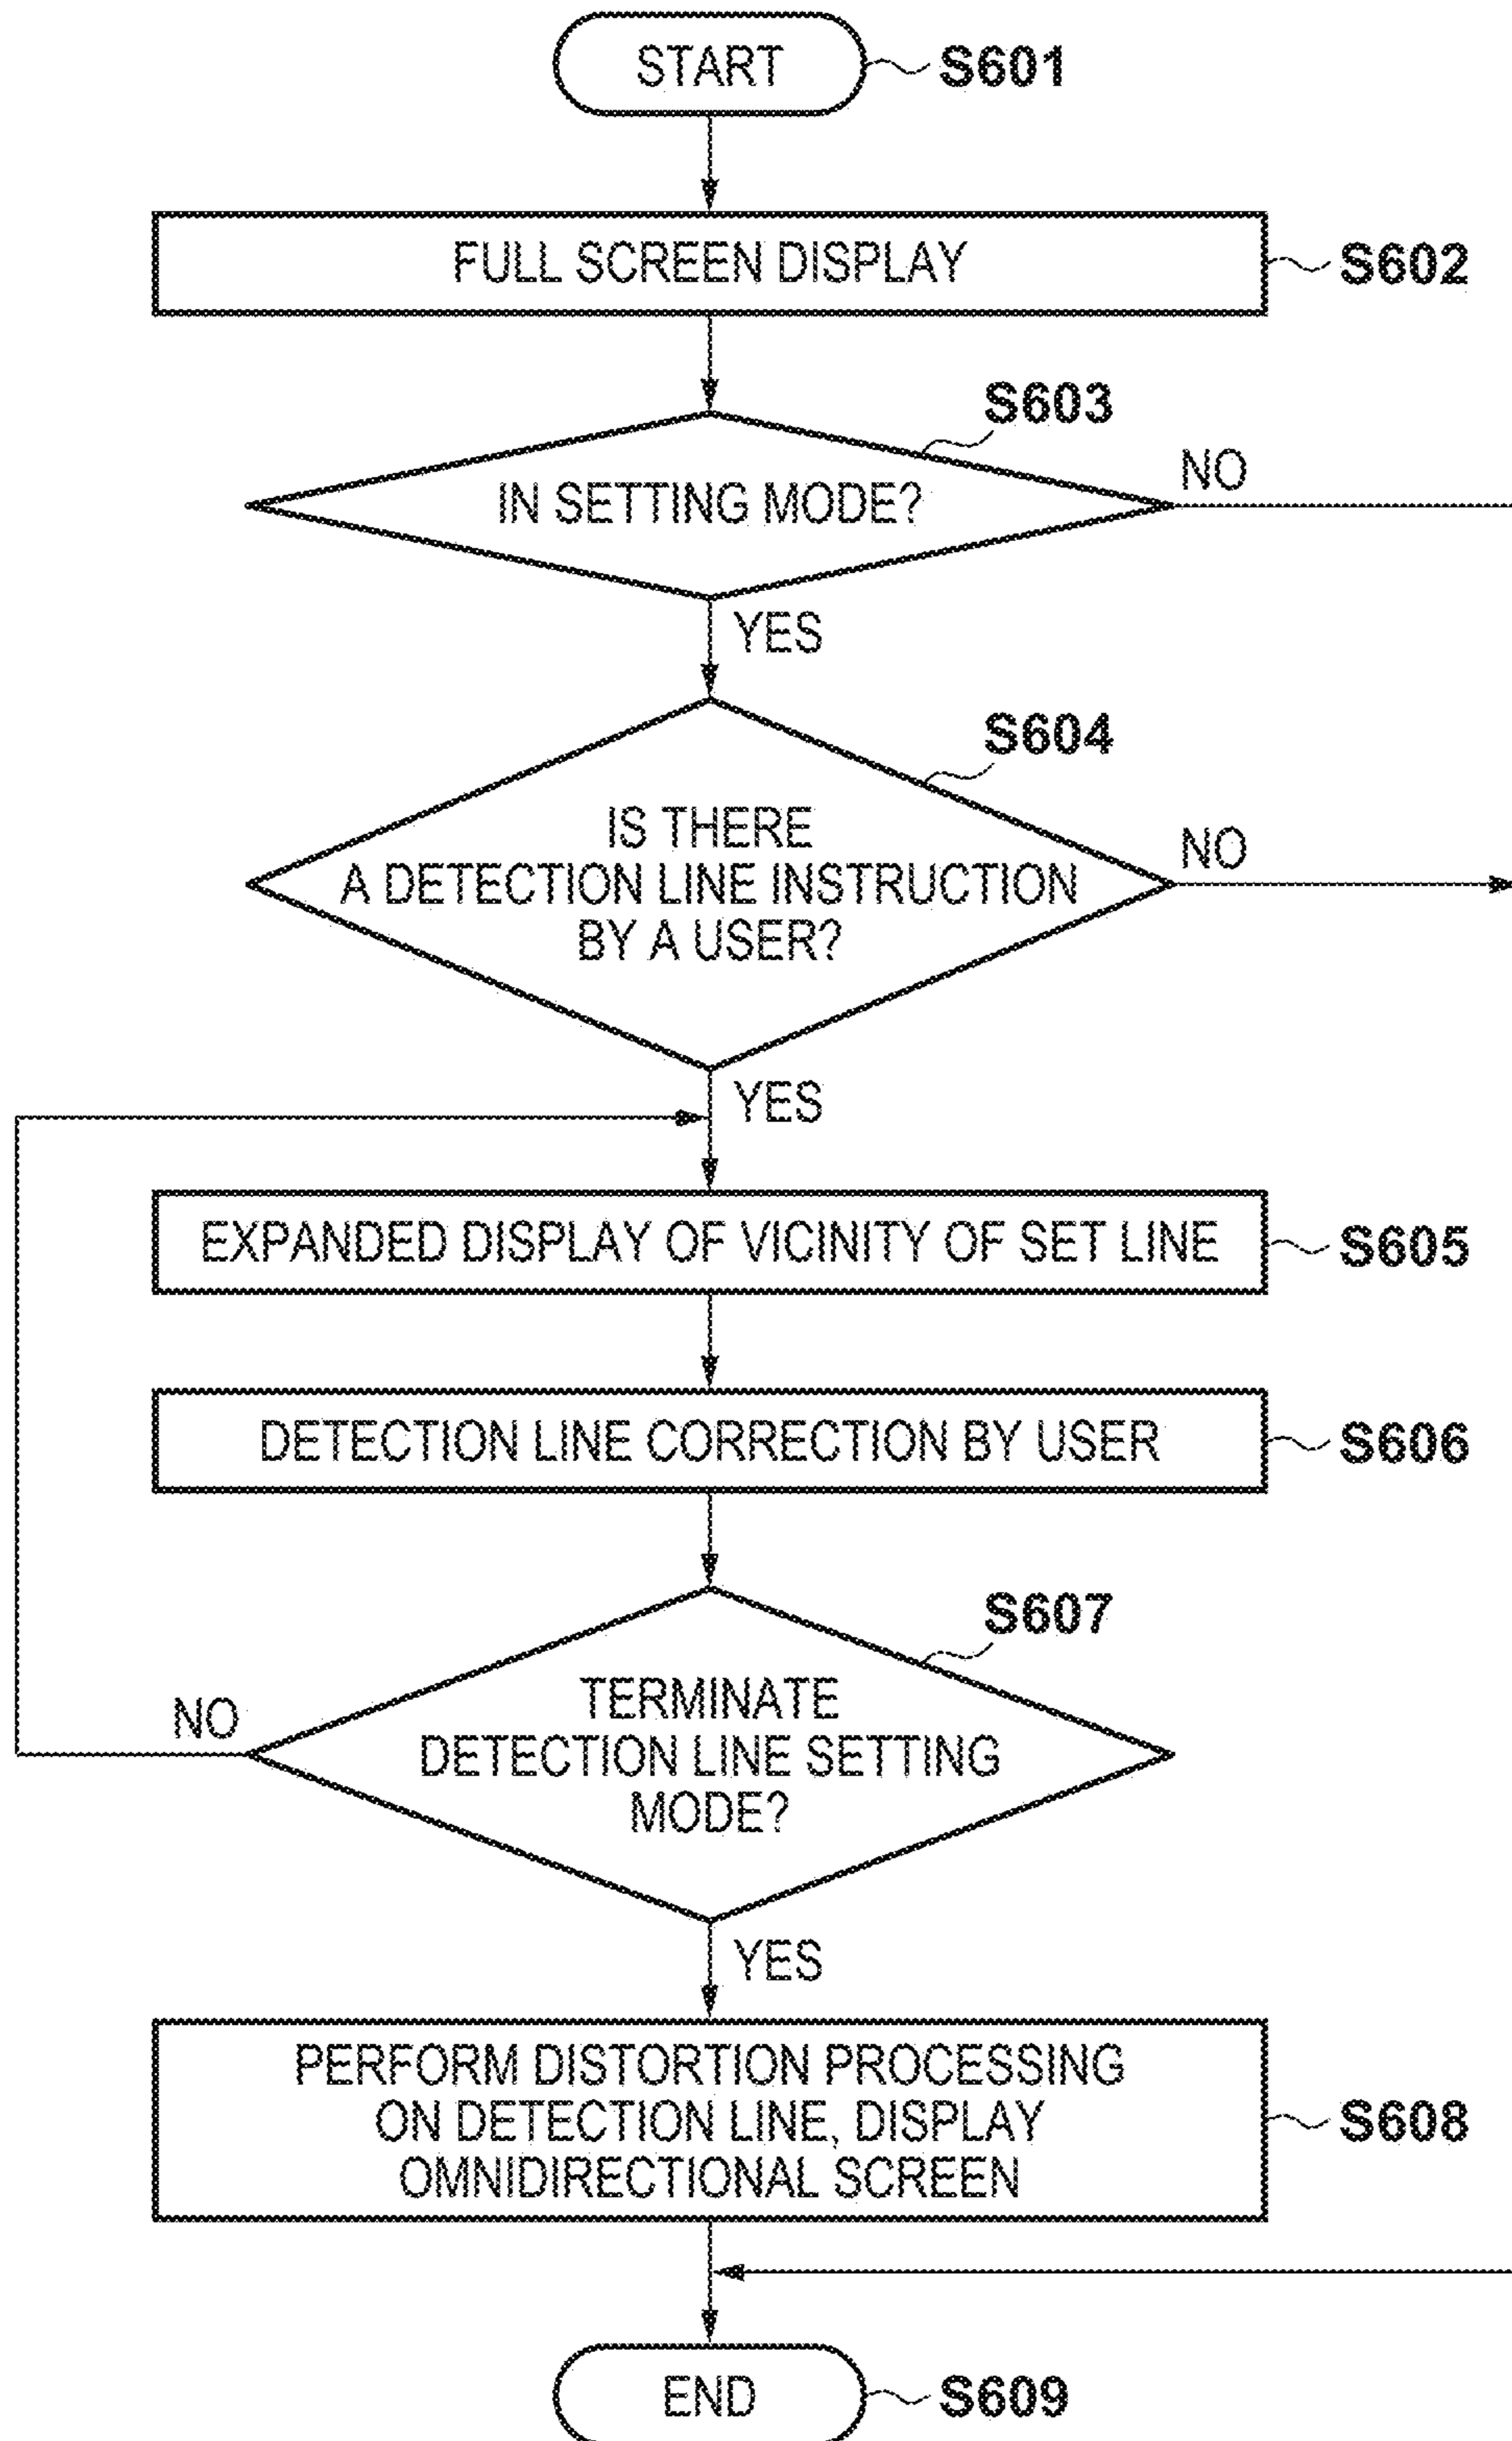 START S601
FULL SCREEN DISPLAY S602
S603
IN SETTING MODE? NO
YES
S604
IS THERE
A DETECTION LINE INSTRUCTION
BY A USER?
NO
YES
EXPANDED DISPLAY OF VICINITY OF SET LINE S605
DETECTION LINE CORRECTION BY USER S606
S607
TERMINATE
DETECTION LINE SETTING
MODE?
NO
YES
PERFORM DISTORTION PROCESSING
ON DETECTION LINE, DISPLAY S608
OMNIDIRECTIONAL SCREEN
END S609